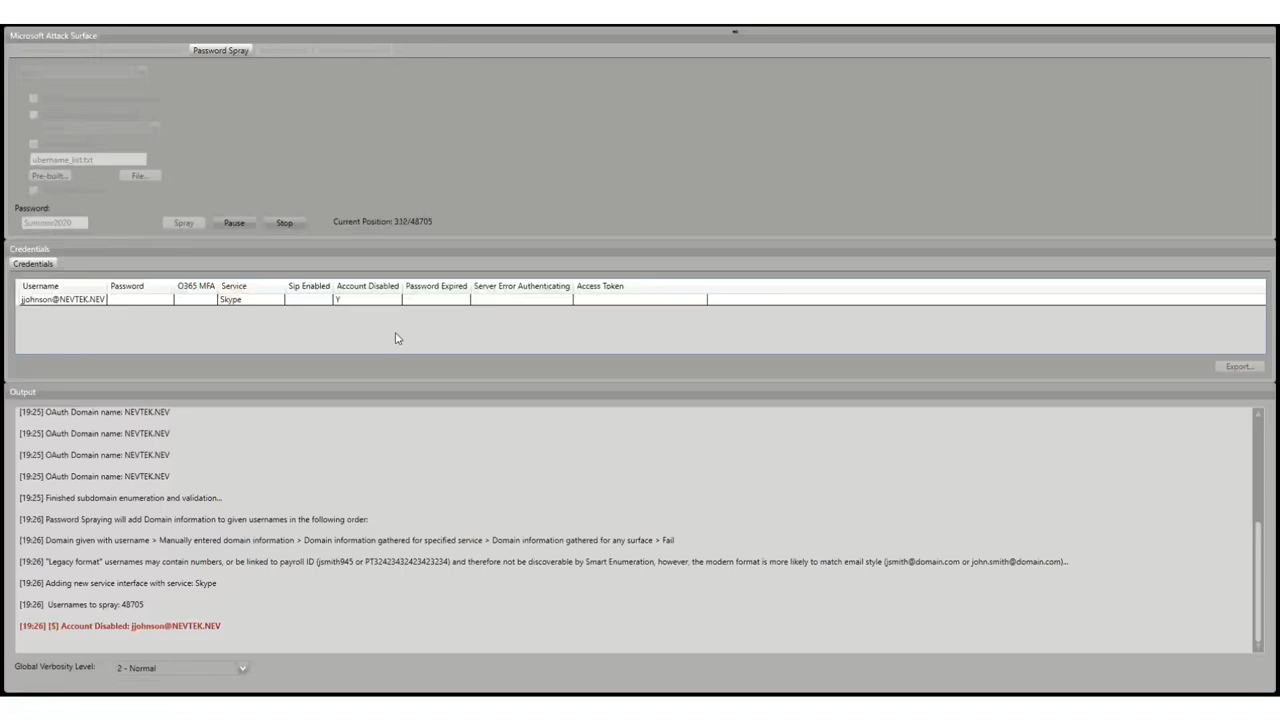 Microsoft Attack Surface
Password Spray
Pre-built... File...
Password:
Spray Pause Stop Current Position: 332/48705
Credentials
Credentials
Username Password O365 MFA Service Sip Enabled Account Disabled Password Expired Server Error Authenticating Access Token
jjohnson@NEVTEK.NEV Skype Y
Export...
Output
[19:25] OAuth Domain name: NEVTEK.NEV
[19:25] OAuth Domain name: NEVTEK.NEV
[19:25] OAuth Domain name: NEVTEK.NEV
[19:25] OAuth Domain name: NEVTEK.NEV
[19:25] Finished subdomain enumeration and validation...
[19:26] Password Spraying will add Domain information to given usernames in the following order:
[19:26] Domain given with username > Manually entered domain information > Domain information gathered for specified service > Domain information gathered for any surface > Fail
[19:26] "Legacy format" usernames may contain numbers, or be linked to payroll ID (jsmith945 or PT32423432423423234) and therefore not be discoverable by Smart Enumeration, however, the modern format is more likely to match email style (jsmith@domain.com or john.smith@domain.com)...
[19:26] Adding new service interface with service: Skype
[19:26] Usernames to spray: 48705
[19:26] [S] Account Disabled: jjohnson@NEVTEK.NEV
Global Verbosity Level: 2 - Normal